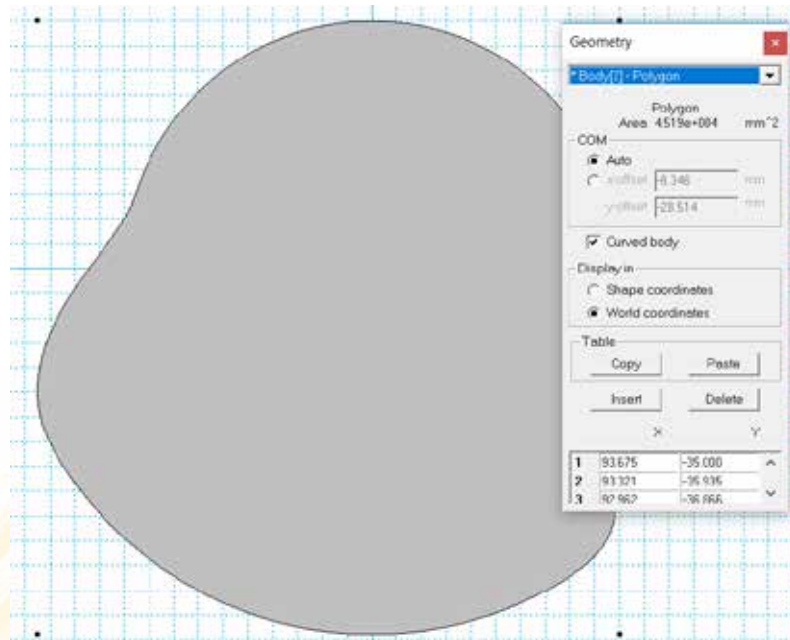 Geometry
* Body[7] - Polygon
Polygon
Area 4.519e+004 mm^2
COM
Auto
x-offset -8.346 mm
y-offset -28.514 mm
Curved body
Display in
Shape coordinates
World coordinates
Table
Copy Paste
Insert Delete
X Y
1 93.675 -35.000
2 93.321 -35.935
3 92.962 -36.866